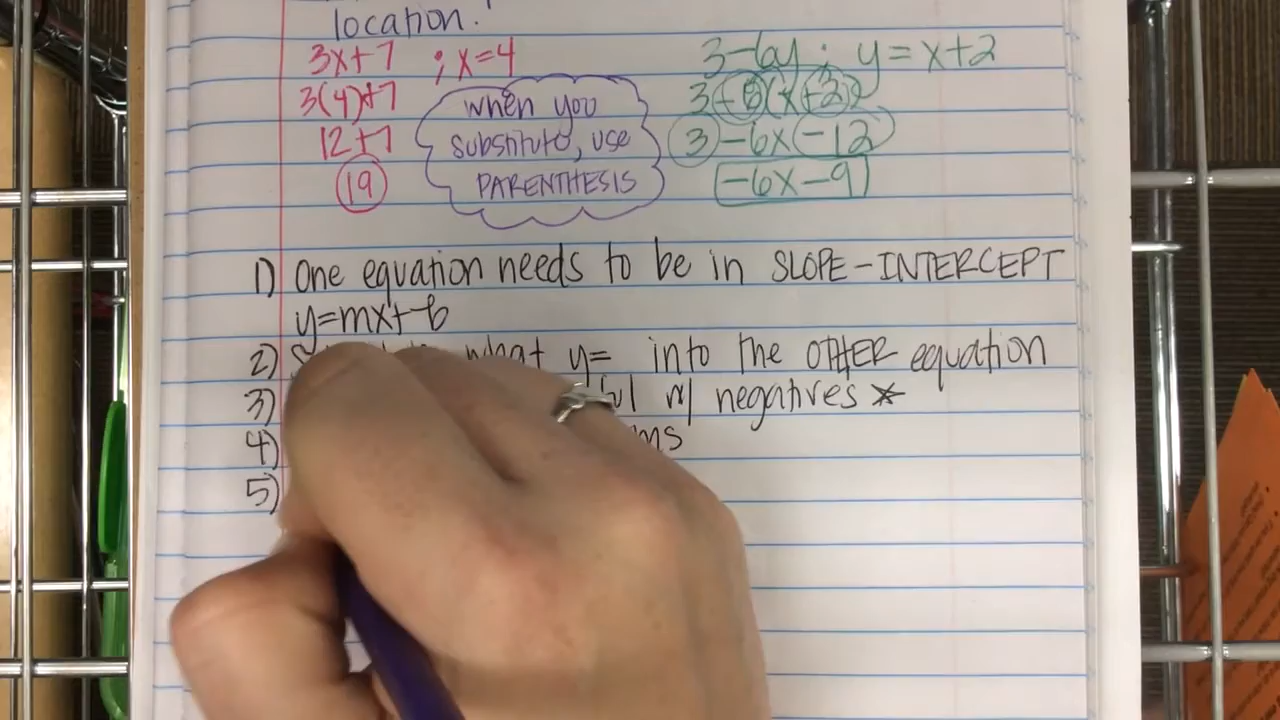 location.
3x+7 ; x=4
3(4)+7
12+7
19
when you
substitute, use
PARENTHESIS
3-6y ; y=x+2
3-6(x+2)
3-6x-12
-6x-9
1) One equation needs to be in SLOPE-INTERCEPT
y=mx+b
2) what y= into the OTHER equation
3) w/ negatives *
4)
5)